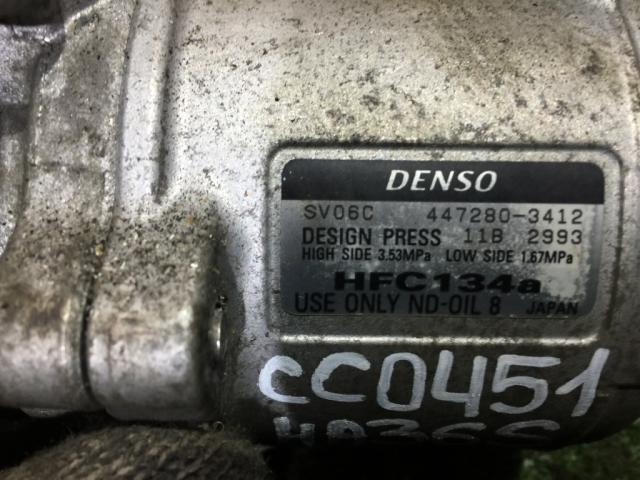 DENSO
SV06C 447280-3412
DESIGN PRESS 11B 2993
HIGH SIDE 3.53MPa LOW SIDE 1.67MPa
HFC134a
USE ONLY ND-OIL 8 JAPAN
CC0451